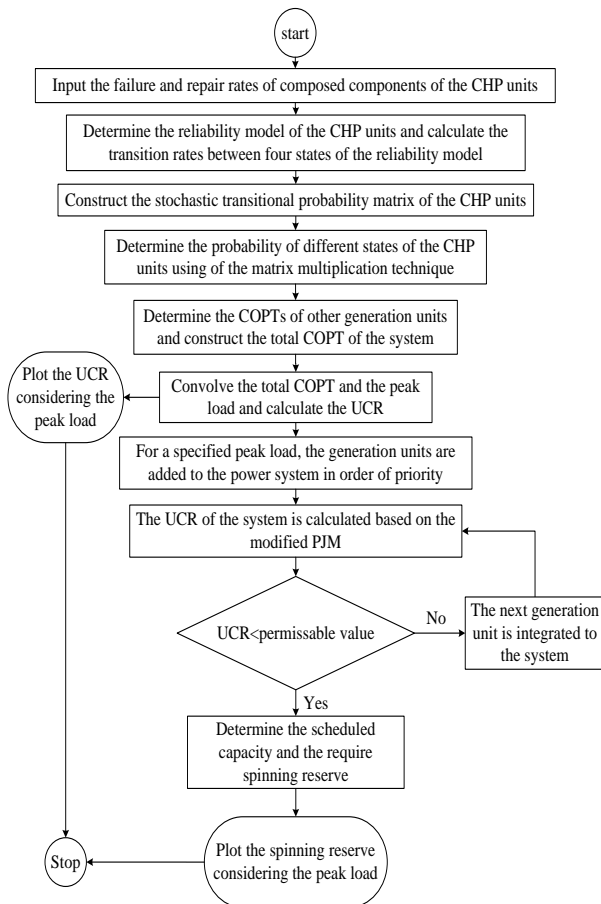 start
Input the failure and repair rates of composed components of the CHP units
Determine the reliability model of the CHP units and calculate the
transition rates between four states of the reliability model
Construct the stochastic transitional probability matrix of the CHP units
Determine the probability of different states of the CHP
units using of the matrix multiplication technique
Determine the COPTs of other generation units
and construct the total COPT of the system
Plot the UCR
considering the
peak load
Convolve the total COPT and the peak
load and calculate the UCR
For a specified peak load, the generation units are
added to the power system in order of priority
The UCR of the system is calculated based on the
modified PJM
UCR<permissable value
No
The next generation
unit is integrated to
the system
Yes
Determine the scheduled
capacity and the require
spinning reserve
Plot the spinning reserve
considering the peak load
Stop